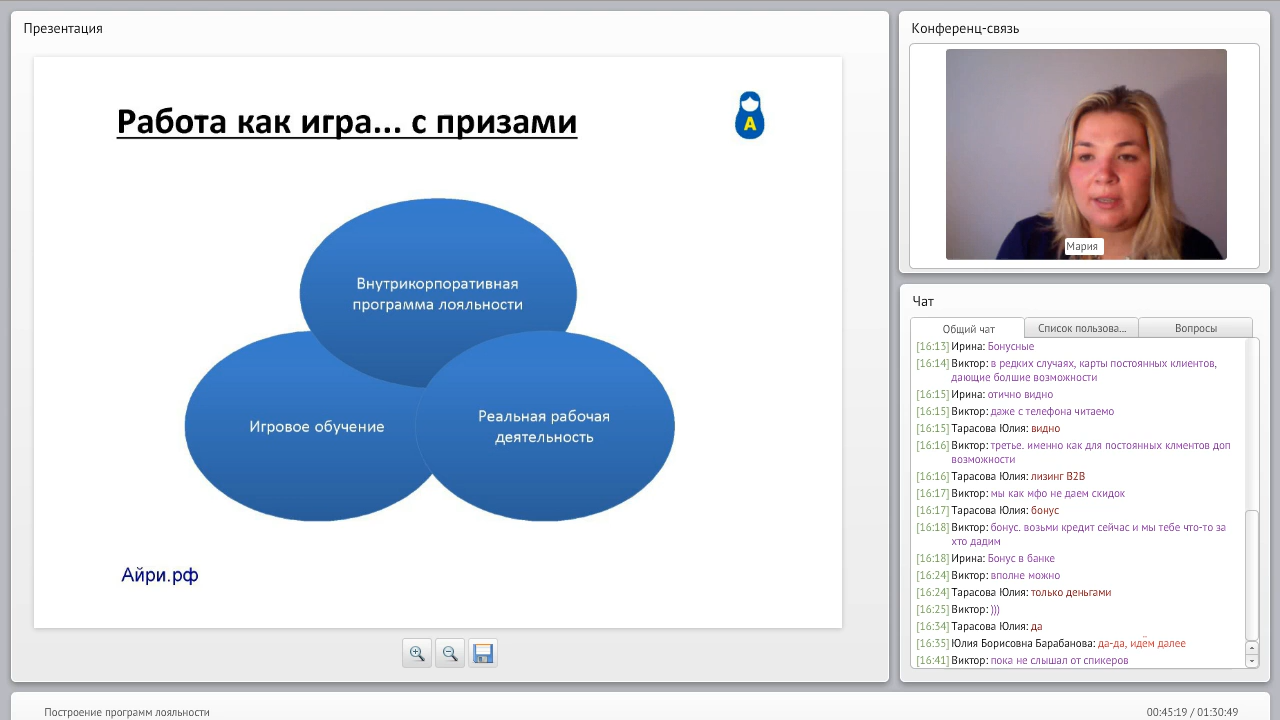 Презентация
Работа как игра... с призами
А
Внутрикорпоративная
программа лояльности
Игровое обучение
Реальная рабочая
деятельность
Айри.рф
Конференц-связь
Мария
Чат
Общий чат
Список пользова...
Вопросы
[16:13] Ирина: Бонусные
[16:14] Виктор: в редких случаях, карты постоянных клиентов,
дающие болшие возможности
[16:15] Ирина: отично видно
[16:15] Виктор: даже с телефона читаемо
[16:15] Тарасова Юлия: видно
[16:16] Виктор: третье. именно как для постоянных клментов доп
возможности
[16:16] Тарасова Юлия: лизинг B2B
[16:17] Виктор: мы как мфо не даем скидок
[16:17] Тарасова Юлия: бонус
[16:18] Виктор: бонус. возьми кредит сейчас и мы тебе что-то за
хто дадим
[16:18] Ирина: Бонус в банке
[16:24] Виктор: вполне можно
[16:24] Тарасова Юлия: только деньгами
[16:25] Виктор: )))
[16:34] Тарасова Юлия: да
[16:35] Юлия Борисовна Барабанова: да-да, идём далее
[16:41] Виктор: пока не слышал от спикеров
Построение программ лояльности
00:45:19 / 01:30:49